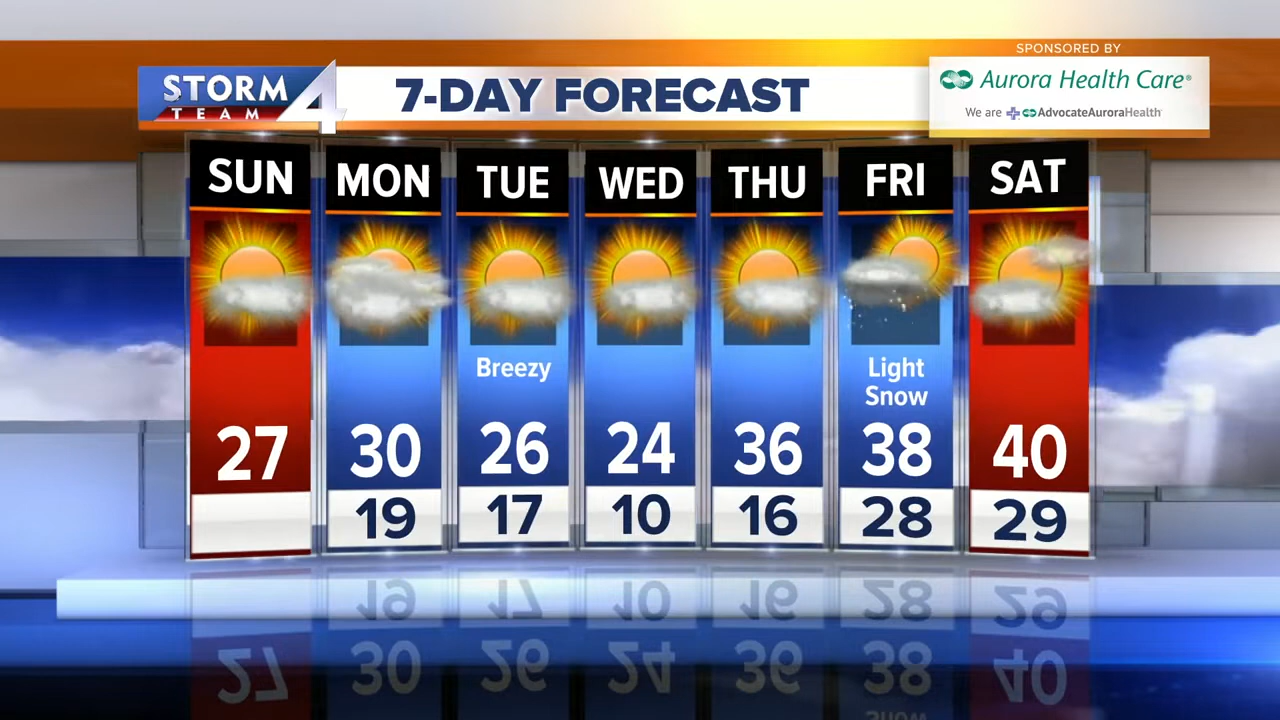 SPONSORED BY
STORM
TEAM 4
7-DAY FORECAST
Aurora Health Care®
We are AdvocateAuroraHealth
SUN MON TUE WED THU FRI SAT
Breezy Light
Snow
27 30 26 24 36 38 40
19 17 10 16 28 29